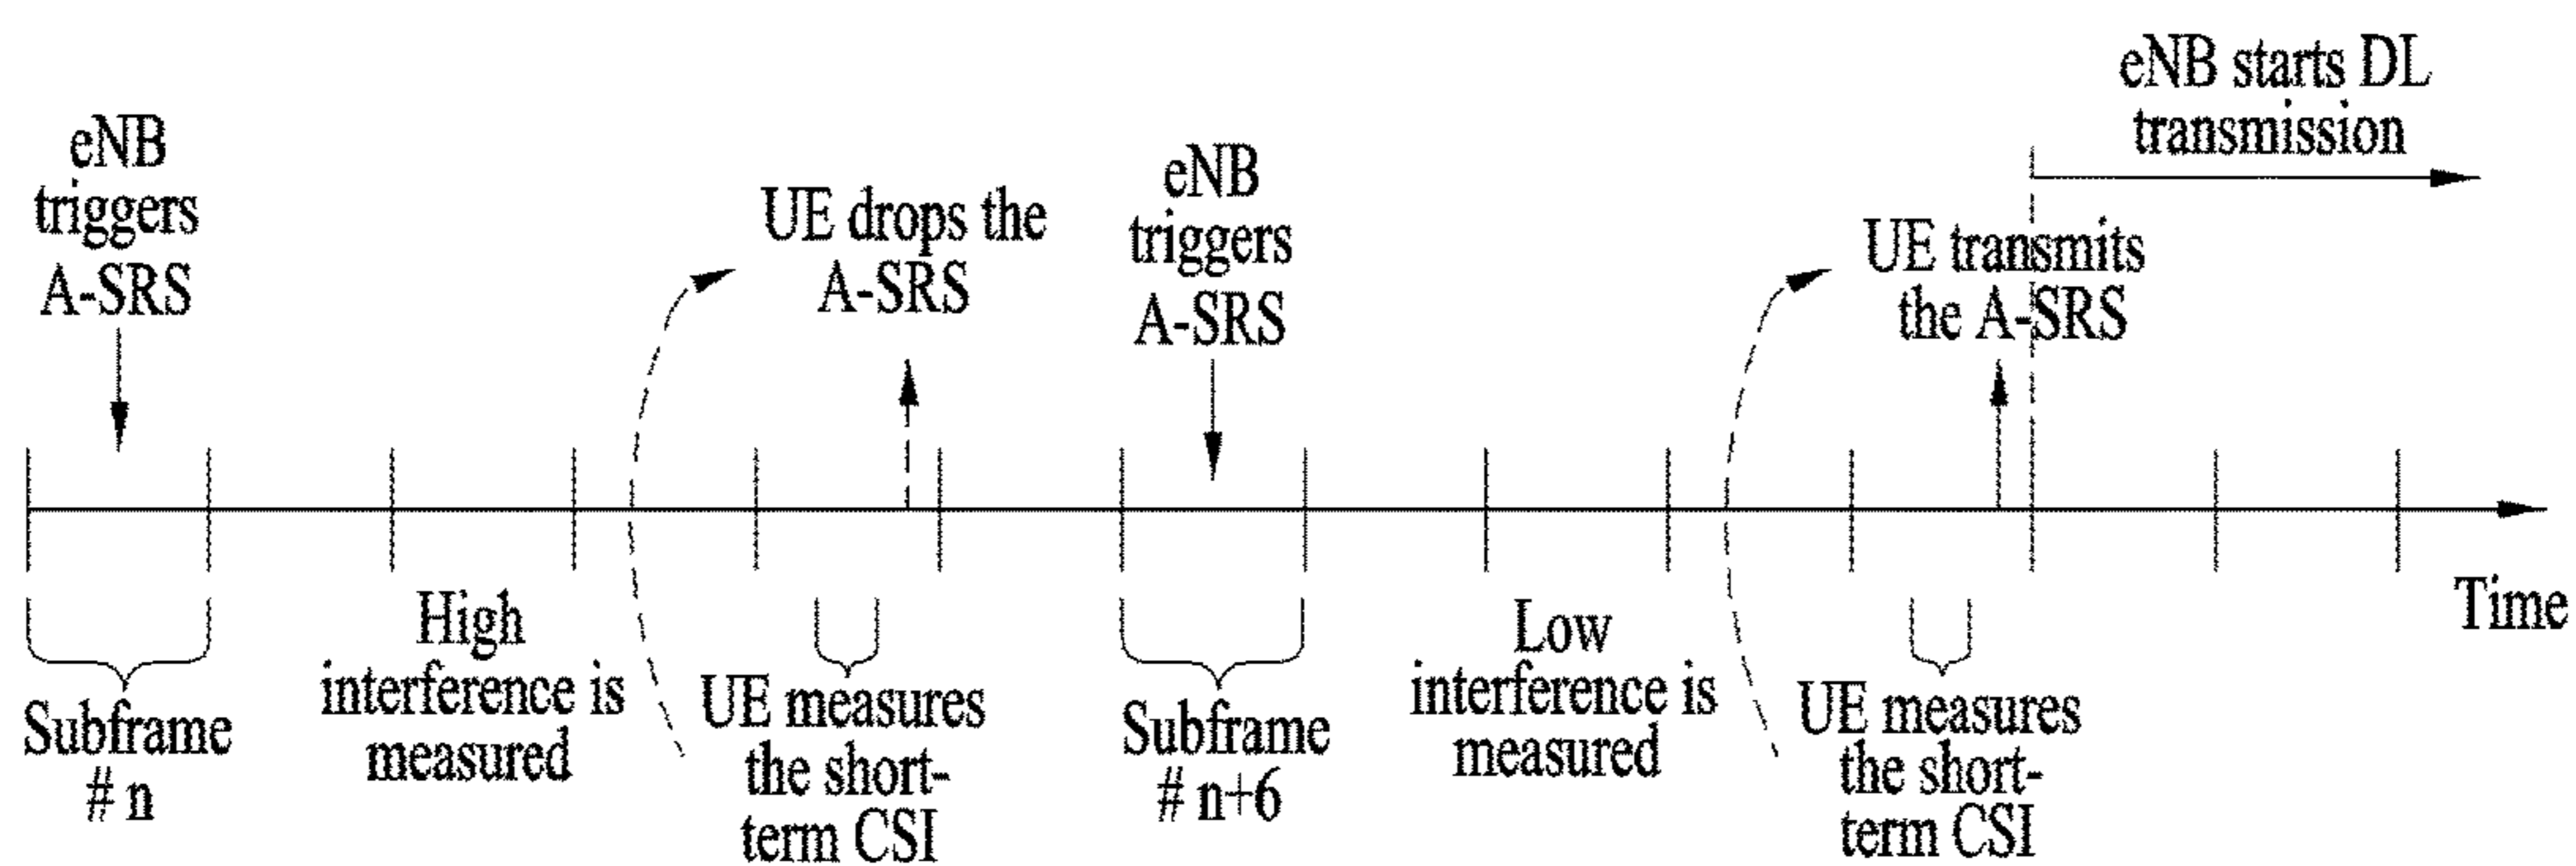 eNB
triggers
A-SRS
UE drops the
A-SRS
eNB
triggers
A-SRS
eNB starts DL
transmission
UE transmits
the A-SRS
Time
Subframe
# n
High
interference is
measured
UE measures
the short-
term CSI
Subframe
# n+6
Low
interference is
measured
UE measures
the short-
term CSI